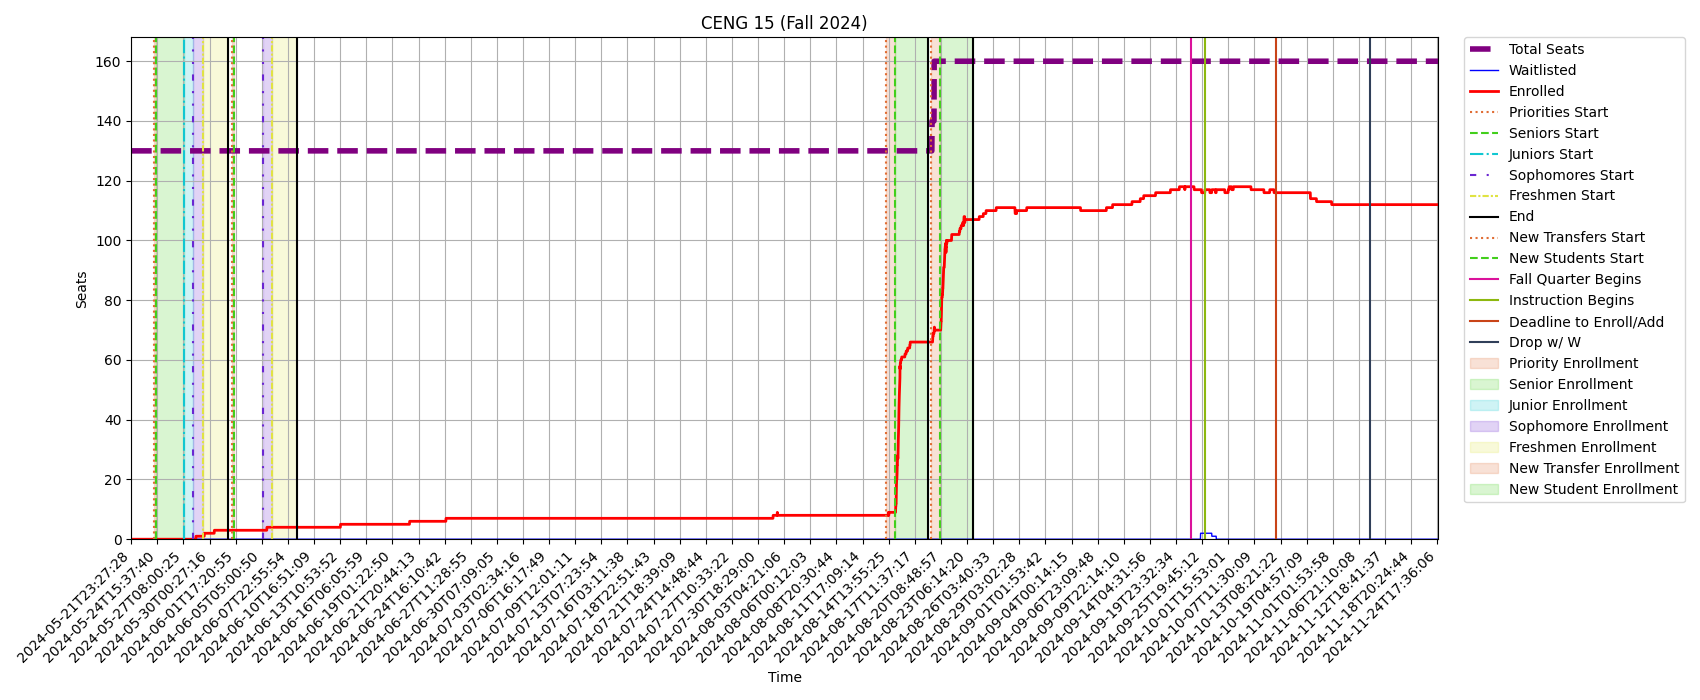 CENG 15 (Fall 2024)
Seats
160
140
120
100
80
60
40
20
0
2024-05-21T23:27:28
2024-05-24T15:37:40
2024-05-27T08:00:25
2024-05-30T00:27:16
2024-06-01T17:20:55
2024-06-05T05:00:50
2024-06-07T22:55:54
2024-06-10T16:51:09
2024-06-13T10:53:52
2024-06-16T06:05:59
2024-06-19T01:22:50
2024-06-21T20:44:13
2024-06-24T16:10:42
2024-06-27T11:28:55
2024-06-30T07:09:05
2024-07-03T02:34:16
2024-07-06T16:17:49
2024-07-09T12:01:11
2024-07-13T07:23:54
2024-07-16T03:11:38
2024-07-18T22:51:43
2024-07-21T18:39:09
2024-07-24T14:48:44
2024-07-27T10:33:22
2024-07-30T18:29:00
2024-08-03T04:21:06
2024-08-06T00:12:03
2024-08-08T20:30:44
2024-08-11T17:09:14
2024-08-14T13:55:25
2024-08-17T11:37:17
2024-08-20T08:48:57
2024-08-23T06:14:20
2024-08-26T03:40:33
2024-08-29T03:02:28
2024-09-01T01:53:42
2024-09-04T00:14:15
2024-09-06T23:09:48
2024-09-09T22:14:10
2024-09-14T04:31:56
2024-09-19T23:32:34
2024-09-25T19:45:12
2024-10-01T15:53:01
2024-10-07T11:30:09
2024-10-13T08:21:22
2024-10-19T04:57:09
2024-11-01T01:53:58
2024-11-06T21:10:08
2024-11-12T18:41:37
2024-11-18T20:24:44
2024-11-24T17:36:06
Time
Total Seats
Waitlisted
Enrolled
Priorities Start
Seniors Start
Juniors Start
Sophomores Start
Freshmen Start
End
New Transfers Start
New Students Start
Fall Quarter Begins
Instruction Begins
Deadline to Enroll/Add
Drop w/ W
Priority Enrollment
Senior Enrollment
Junior Enrollment
Sophomore Enrollment
Freshmen Enrollment
New Transfer Enrollment
New Student Enrollment